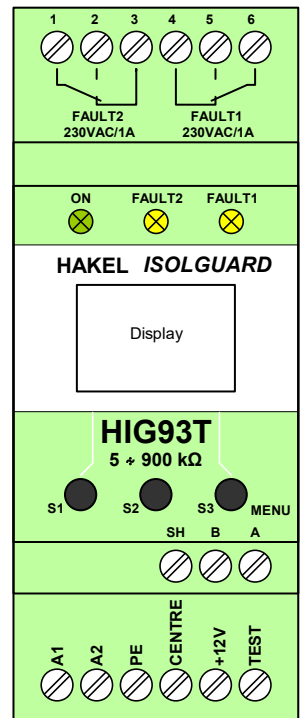 1 2 3 4 5 6
FAULT2 FAULT1
230VAC/1A 230VAC/1A
ON FAULT2 FAULT1
HAKEL ISOLGUARD
Display
HIG93T
5 ÷ 900 kΩ
S1 S2 S3 MENU
SH B A
A1 A2 PE CENTRE +12V TEST